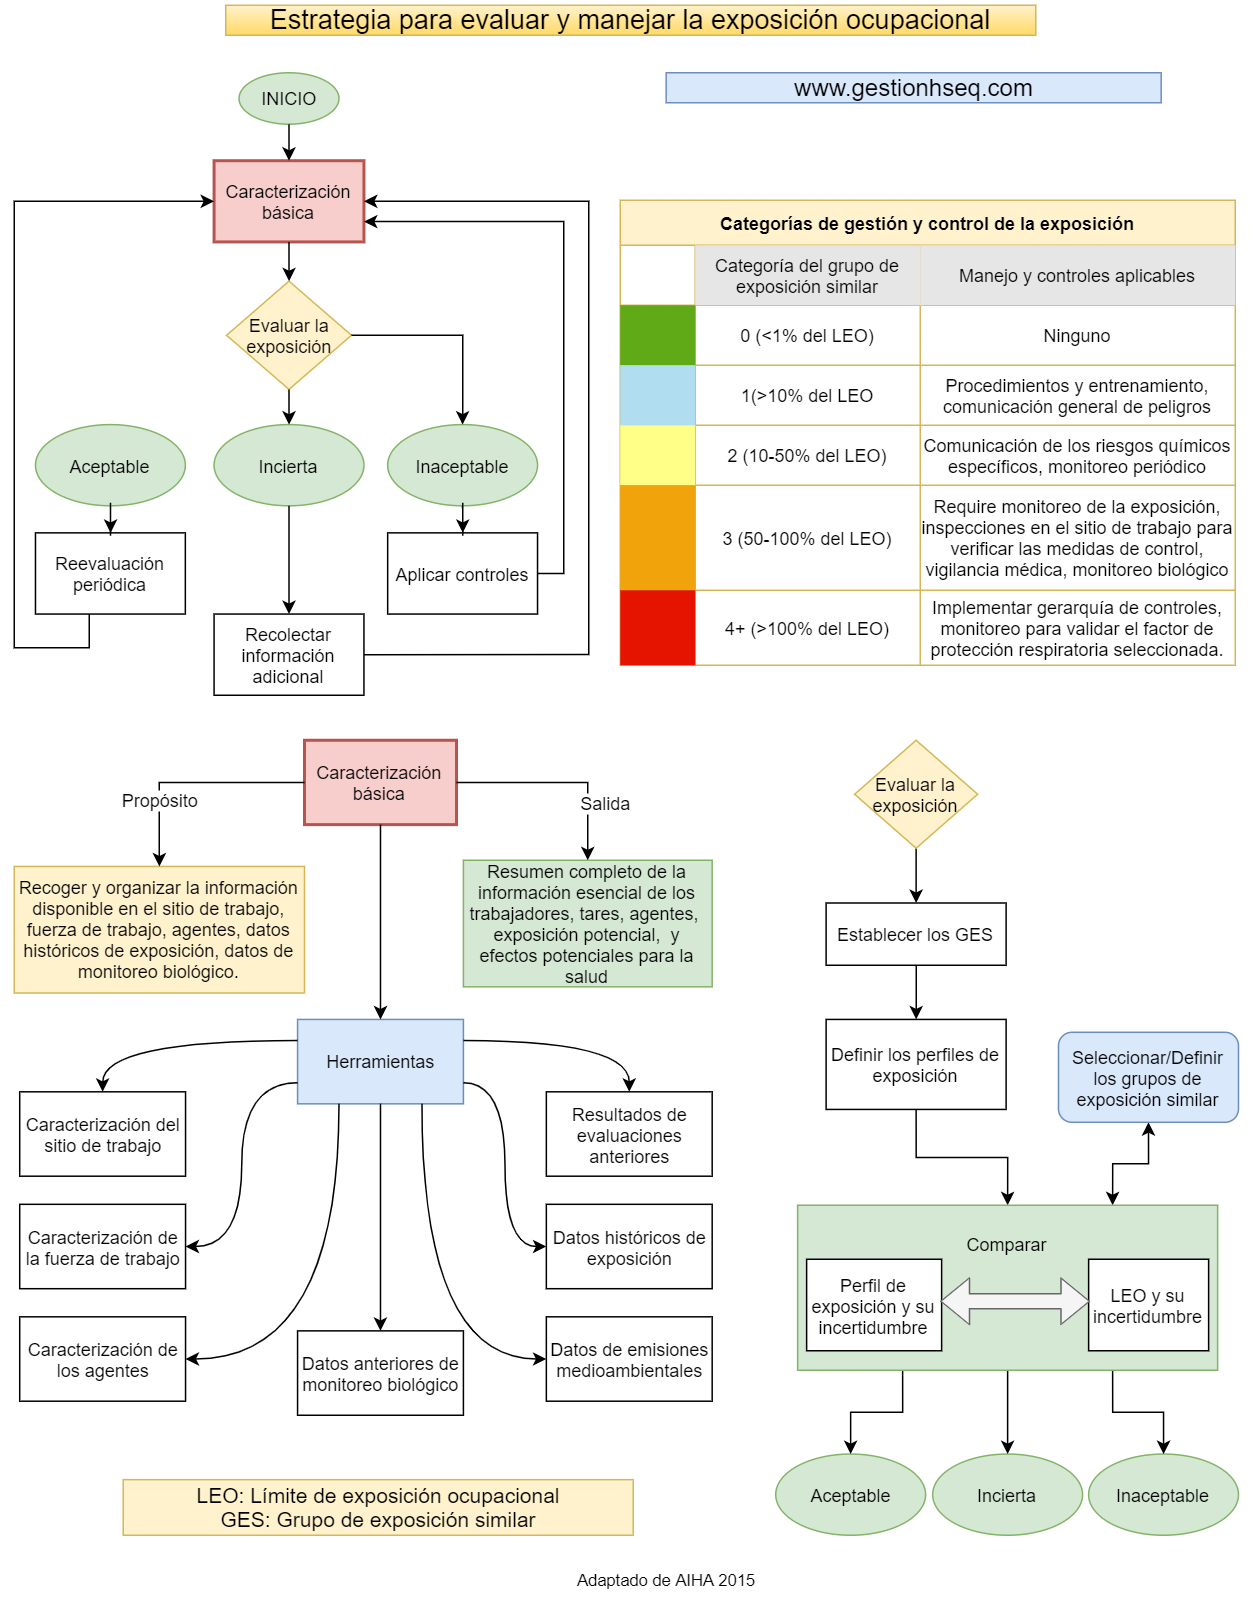 Estrategia para evaluar y manejar la exposición ocupacional
www.gestionhseq.com
INICIO
Caracterización
básica
Evaluar la
exposición
Aceptable
Incierta
Inaceptable
Reevaluación
periódica
Aplicar controles
Recolectar
información
adicional
Categorías de gestión y control de la exposición
Categoría del grupo de
exposición similar
Manejo y controles aplicables
0 (<1% del LEO)
Ninguno
1(>10% del LEO
Procedimientos y entrenamiento,
comunicación general de peligros
2 (10-50% del LEO)
Comunicación de los riesgos químicos
específicos, monitoreo periódico
3 (50-100% del LEO)
Require monitoreo de la exposición,
inspecciones en el sitio de trabajo para
verificar las medidas de control,
vigilancia médica, monitoreo biológico
4+ (>100% del LEO)
Implementar gerarquía de controles,
monitoreo para validar el factor de
protección respiratoria seleccionada.
Caracterización
básica
Propósito
Salida
Recoger y organizar la información
disponible en el sitio de trabajo,
fuerza de trabajo, agentes, datos
históricos de exposición, datos de
monitoreo biológico.
Resumen completo de la
información esencial de los
trabajadores, tares, agentes,
exposición potencial, y
efectos potenciales para la
salud
Herramientas
Caracterización del
sitio de trabajo
Caracterización de
la fuerza de trabajo
Caracterización de
los agentes
Datos anteriores de
monitoreo biológico
Resultados de
evaluaciones
anteriores
Datos históricos de
exposición
Datos de emisiones
medioambientales
Evaluar la
exposición
Establecer los GES
Definir los perfiles de
exposición
Seleccionar/Definir
los grupos de
exposición similar
Comparar
Perfil de
exposición y su
incertidumbre
LEO y su
incertidumbre
Aceptable
Incierta
Inaceptable
LEO: Límite de exposición ocupacional
GES: Grupo de exposición similar
Adaptado de AIHA 2015